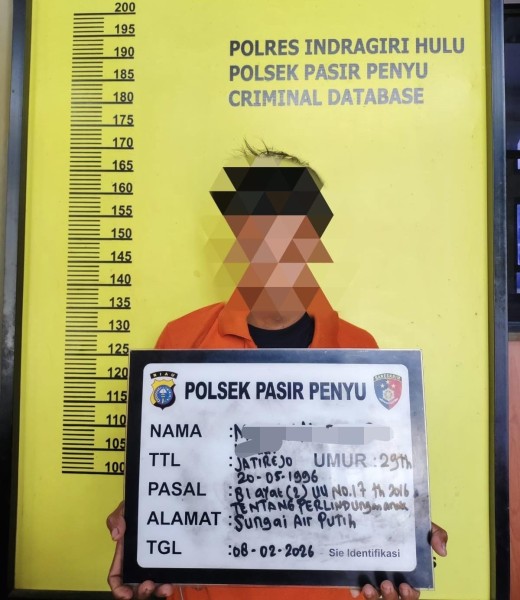 200
195
190
185
180
175
170
165
160
155
150
145
140
135
130
125
120
115
110
105
100
POLRES INDRAGIRI HULU
POLSEK PASIR PENYU
CRIMINAL DATABASE
RIAU
POLSEK PASIR PENYU
NAMA :
TTL : JATIREJO UMUR : 29th
20-05-1996
PASAL : 81 ayat (2) UU No.17 th 2016
TENTANG PERLINDUNGAN anak
ALAMAT : Sungai Air Putih
TGL : 08-02-2026 Sie Identifikasi